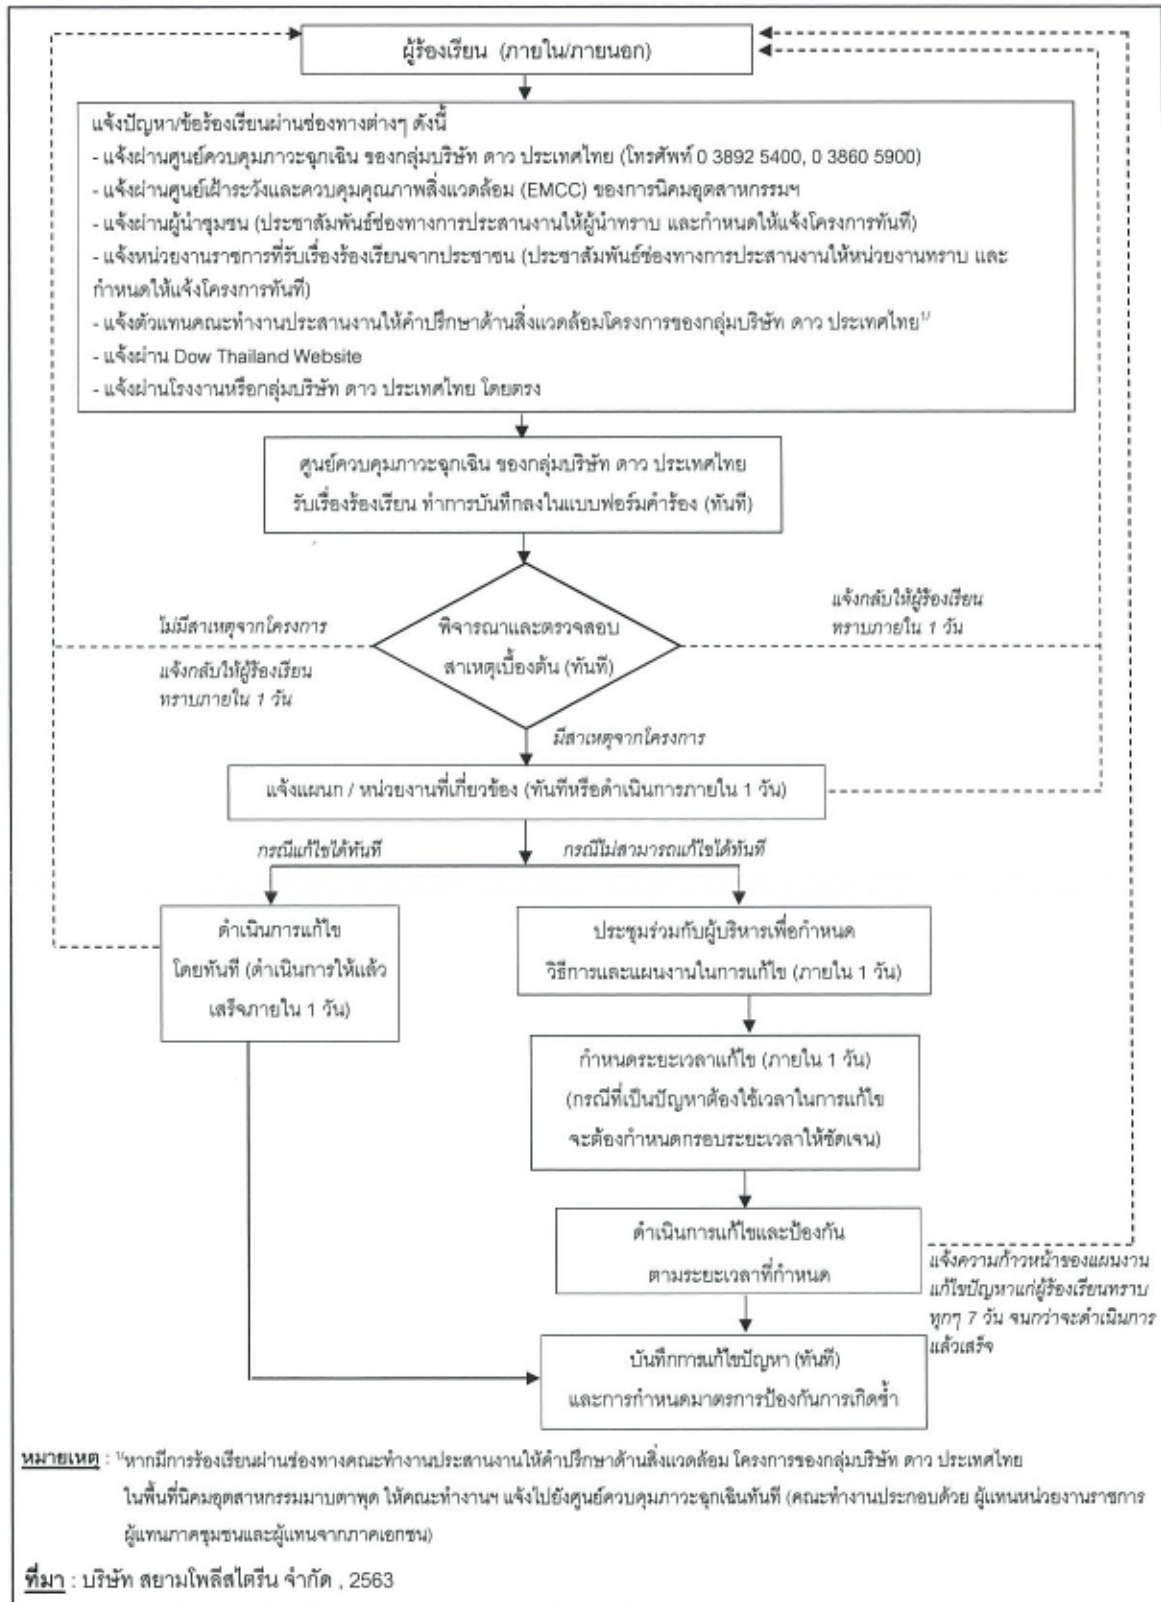 ผู้ร้องเรียน (ภายใน/ภายนอก)
แจ้งปัญหา/ข้อร้องเรียนผ่านช่องทางต่างๆ ดังนี้
- แจ้งผ่านศูนย์ควบคุมภาวะฉุกเฉิน ของกลุ่มบริษัท ดาว ประเทศไทย (โทรศัพท์ 0 3892 5400, 0 3860 5900)
- แจ้งผ่านศูนย์เฝ้าระวังและควบคุมคุณภาพสิ่งแวดล้อม (EMCC) ของการนิคมอุตสาหกรรมฯ
- แจ้งผ่านผู้นำชุมชน (ประชาสัมพันธ์ช่องทางการประสานงานให้ผู้นำทราบ และกำหนดให้แจ้งโครงการทันที)
- แจ้งหน่วยงานราชการที่รับเรื่องร้องเรียนจากประชาชน (ประชาสัมพันธ์ช่องทางการประสานงานให้หน่วยงานทราบ และ
กำหนดให้แจ้งโครงการทันที)
- แจ้งตัวแทนคณะทำงานประสานงานให้คำปรึกษาด้านสิ่งแวดล้อมโครงการของกลุ่มบริษัท ดาว ประเทศไทย¹/
- แจ้งผ่าน Dow Thailand Website
- แจ้งผ่านโรงงานหรือกลุ่มบริษัท ดาว ประเทศไทย โดยตรง
ศูนย์ควบคุมภาวะฉุกเฉิน ของกลุ่มบริษัท ดาว ประเทศไทย
รับเรื่องร้องเรียน ทำการบันทึกลงในแบบฟอร์มคำร้อง (ทันที)
ไม่มีสาเหตุจากโครงการ
แจ้งกลับให้ผู้ร้องเรียน
ทราบภายใน 1 วัน
พิจารณาและตรวจสอบ
สาเหตุเบื้องต้น (ทันที)
แจ้งกลับให้ผู้ร้องเรียน
ทราบภายใน 1 วัน
มีสาเหตุจากโครงการ
แจ้งแผนก / หน่วยงานที่เกี่ยวข้อง (ทันทีหรือดำเนินการภายใน 1 วัน)
กรณีแก้ไขได้ทันที
กรณีไม่สามารถแก้ไขได้ทันที
ดำเนินการแก้ไข
โดยทันที (ดำเนินการให้แล้ว
เสร็จภายใน 1 วัน)
ประชุมร่วมกับผู้บริหารเพื่อกำหนด
วิธีการและแผนงานในการแก้ไข (ภายใน 1 วัน)
กำหนดระยะเวลาแก้ไข (ภายใน 1 วัน)
(กรณีที่เป็นปัญหาต้องใช้เวลาในการแก้ไข
จะต้องกำหนดกรอบระยะเวลาให้ชัดเจน)
ดำเนินการแก้ไขและป้องกัน
ตามระยะเวลาที่กำหนด
แจ้งความก้าวหน้าของแผนงาน
แก้ไขปัญหาแก่ผู้ร้องเรียนทราบ
ทุกๆ 7 วัน จนกว่าจะดำเนินการ
แล้วเสร็จ
บันทึกการแก้ไขปัญหา (ทันที)
และการกำหนดมาตรการป้องกันการเกิดซ้ำ
หมายเหตุ : ¹/หากมีการร้องเรียนผ่านช่องทางคณะทำงานประสานงานให้คำปรึกษาด้านสิ่งแวดล้อม โครงการของกลุ่มบริษัท ดาว ประเทศไทย
ในพื้นที่นิคมอุตสาหกรรมมาบตาพุด ให้คณะทำงานฯ แจ้งไปยังศูนย์ควบคุมภาวะฉุกเฉินทันที (คณะทำงานประกอบด้วย ผู้แทนหน่วยงานราชการ
ผู้แทนภาคชุมชนและผู้แทนจากภาคเอกชน)
ที่มา : บริษัท สยามโพลีสไตรีน จำกัด , 2563